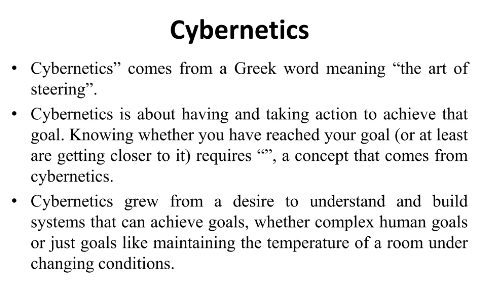 Cybernetics
• Cybernetics” comes from a Greek word meaning “the art of
steering”.
• Cybernetics is about having and taking action to achieve that
goal. Knowing whether you have reached your goal (or at least
are getting closer to it) requires “”, a concept that comes from
cybernetics.
• Cybernetics grew from a desire to understand and build
systems that can achieve goals, whether complex human goals
or just goals like maintaining the temperature of a room under
changing conditions.